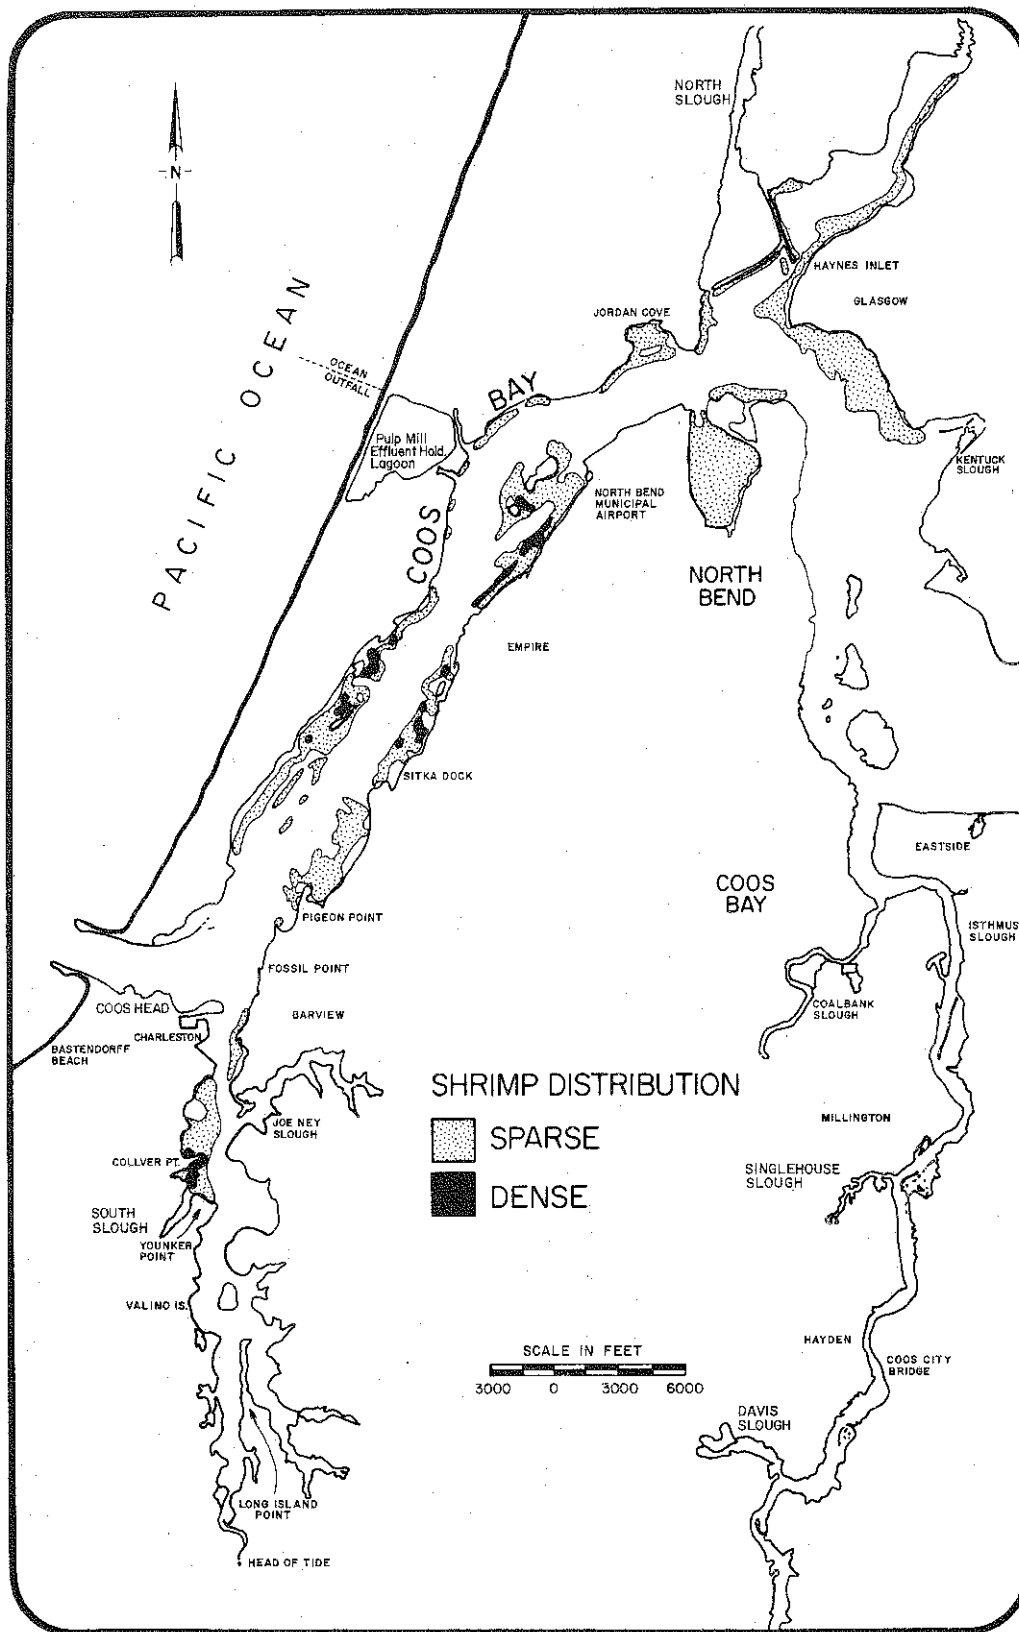 NORTH
SLOUGH
N
HAYNES INLET
GLASGOW
JORDAN COVE
OCEAN
OUTFALL
PACIFIC OCEAN
BAY
Pulp Mill
Effluent Hold.
Lagoon
KENTUCK
SLOUGH
COOS
NORTH BEND
MUNICIPAL
AIRPORT
NORTH
BEND
EMPIRE
SITKA DOCK
EASTSIDE
COOS
BAY
PIGEON POINT
ISTHMUS
SLOUGH
FOSSIL POINT
COOS HEAD
BARVIEW
COALBANK
SLOUGH
CHARLESTON
BASTENDORFF
BEACH
SHRIMP DISTRIBUTION
SPARSE
DENSE
JOE NEY
SLOUGH
MILLINGTON
COLLVER PT.
SINGLEHOUSE
SLOUGH
SOUTH
SLOUGH
YOUNKER
POINT
VALINO IS.
HAYDEN
COOS CITY
BRIDGE
SCALE IN FEET
3000 0 3000 6000
DAVIS
SLOUGH
LONG ISLAND
POINT
HEAD OF TIDE